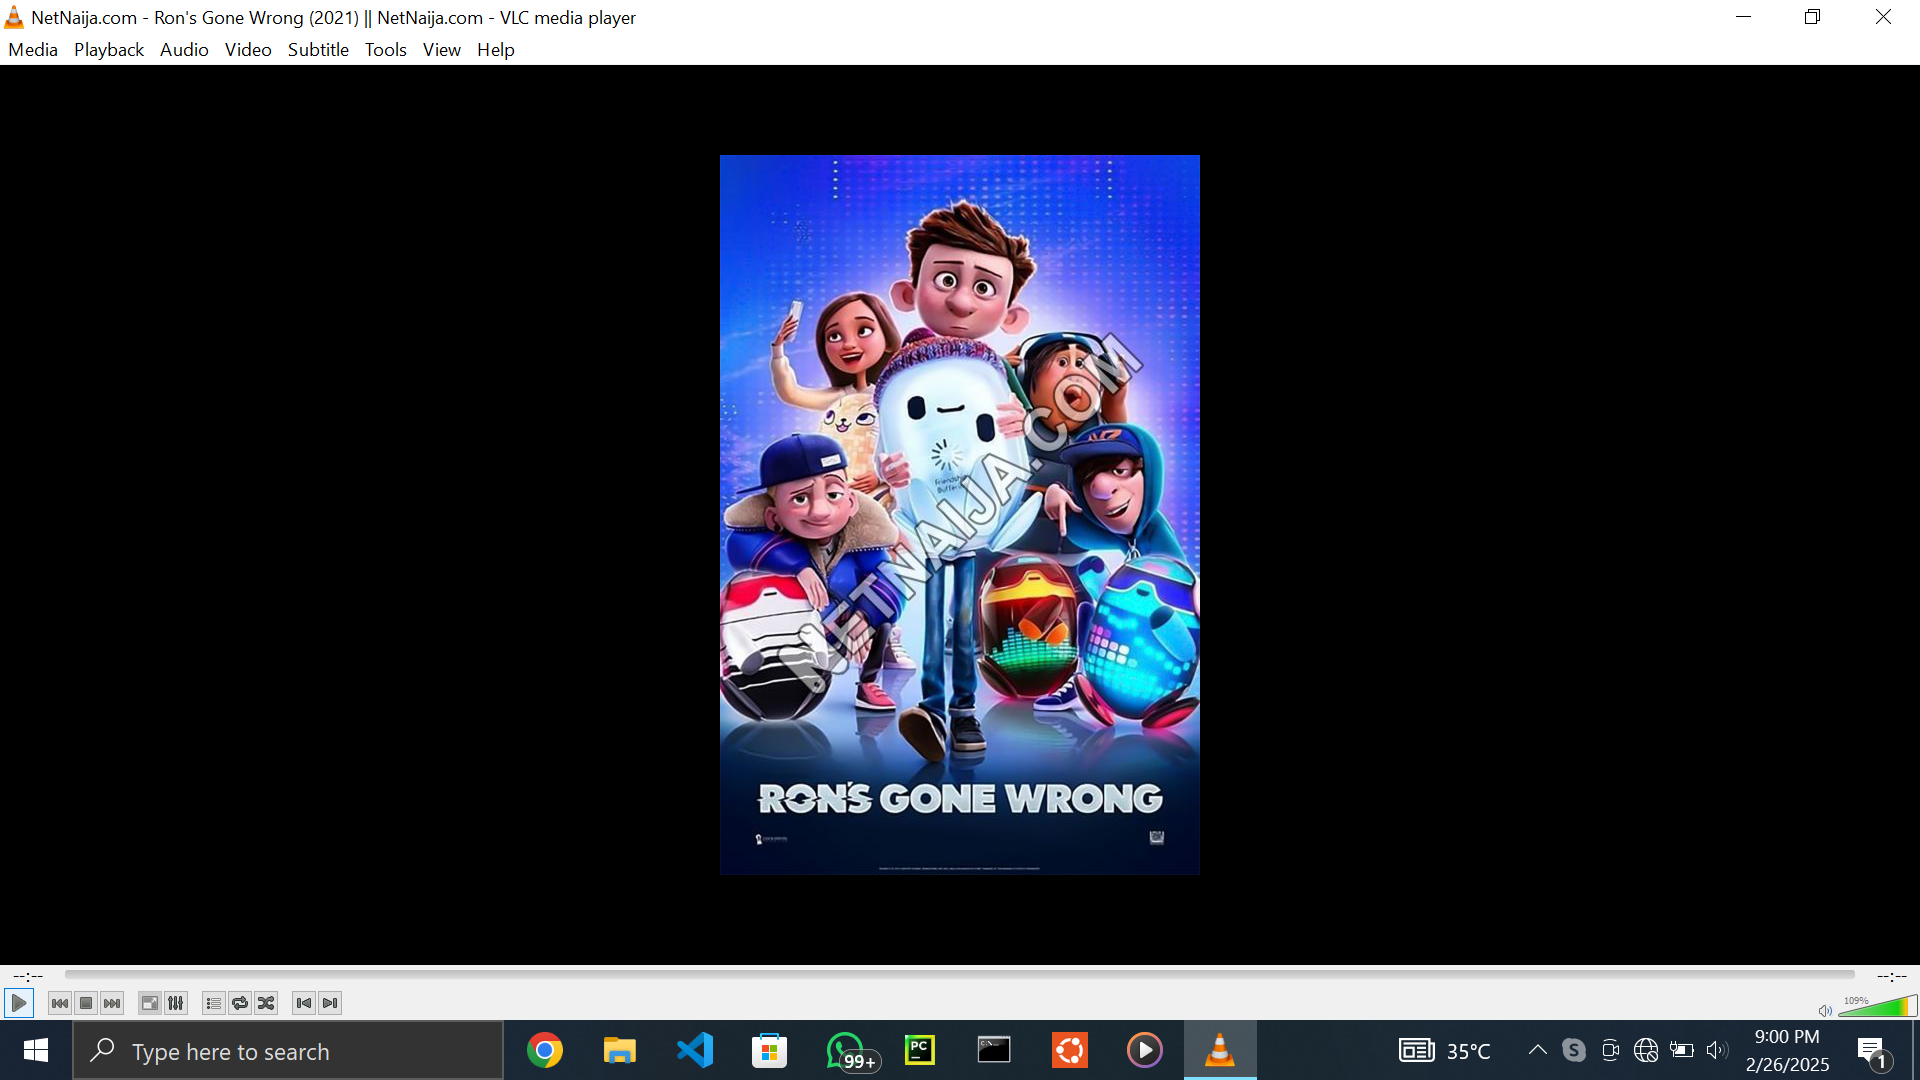 NetNaija.com - Ron's Gone Wrong (2021) || NetNaija.com - VLC media player
Media Playback Audio Video Subtitle Tools View Help
NETNAIJA.COM
RON'S GONE WRONG
--:-- --:--
109%
Type here to search
99+
PC
35°C
9:00 PM
2/26/2025
1